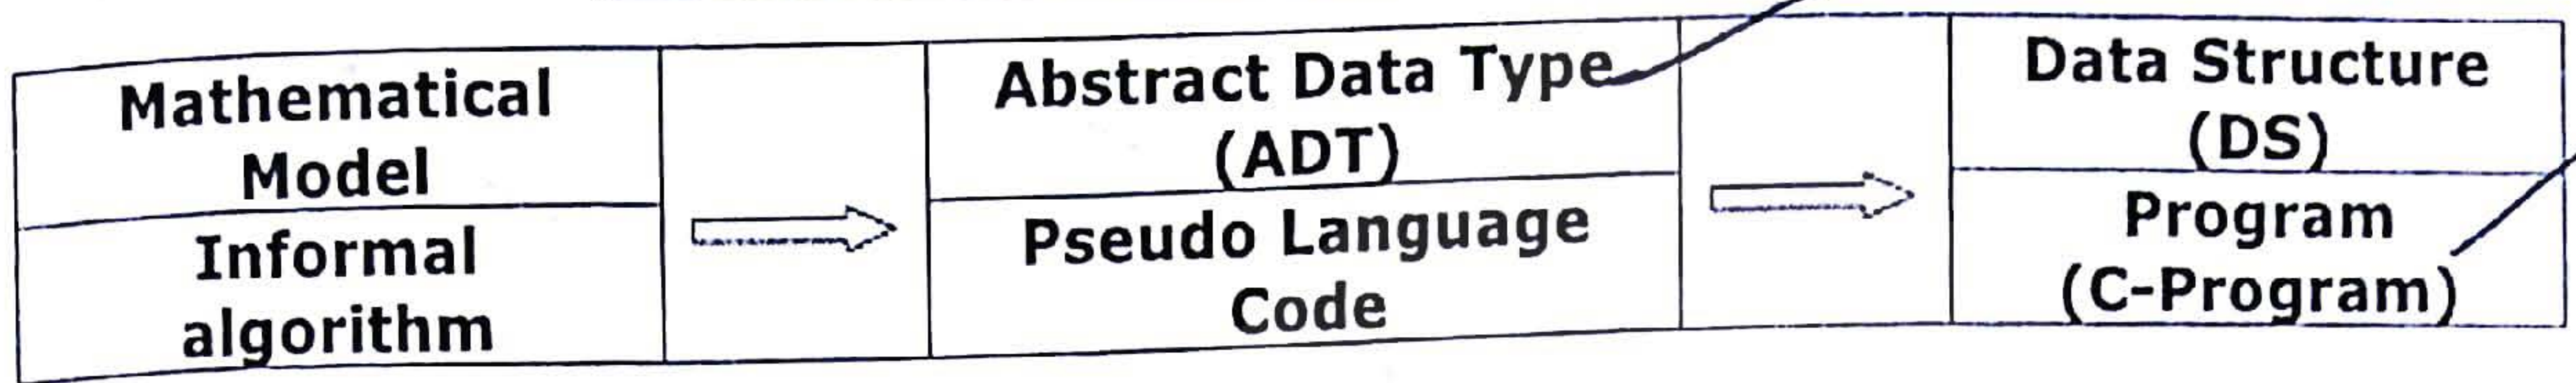 Mathematical
Model
Informal
algorithm
Abstract Data Type
(ADT)
Pseudo Language
Code
Data Structure
(DS)
Program
(C-Program)